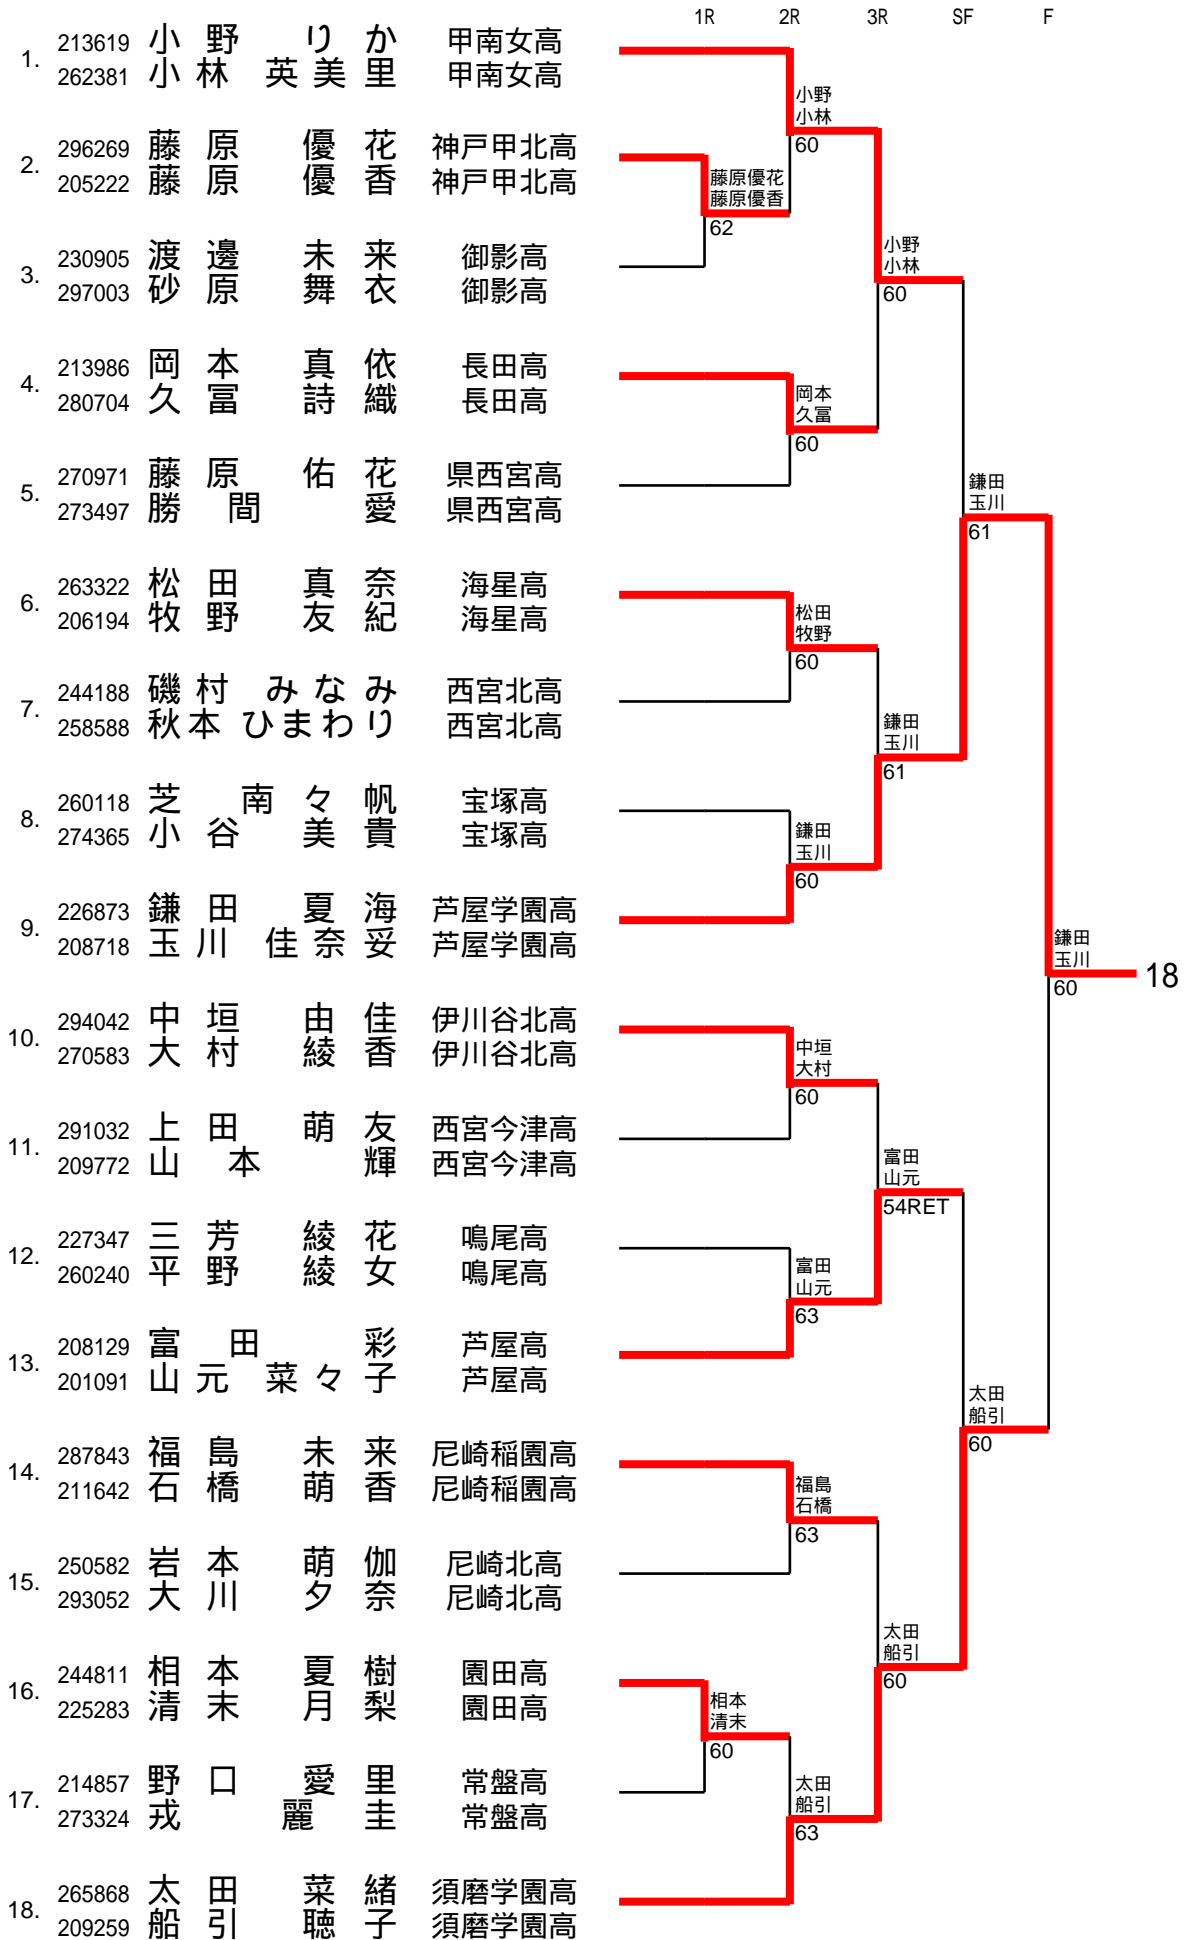 1R 2R 3R SF F
1. 213619 小野 りか 甲南女高
262381 小林 英美里 甲南女高
小野
小林
60
2. 296269 藤原 優花 神戸甲北高
205222 藤原 優香 神戸甲北高
藤原優花
藤原優香
62
3. 230905 渡邊 未来 御影高
297003 砂原 舞衣 御影高
小野
小林
60
4. 213986 岡本 真依 長田高
280704 久冨 詩織 長田高
岡本
久冨
60
5. 270971 藤原 佑花 県西宮高
273497 勝間 愛 県西宮高
鎌田
玉川
61
6. 263322 松田 真奈 海星高
206194 牧野 友紀 海星高
松田
牧野
60
7. 244188 磯村 みなみ 西宮北高
258588 秋本 ひまわり 西宮北高
鎌田
玉川
61
8. 260118 芝 南々帆 宝塚高
274365 小谷 美貴 宝塚高
鎌田
玉川
60
9. 226873 鎌田 夏海 芦屋学園高
208718 玉川 佳奈妥 芦屋学園高
鎌田
玉川
60
18
10. 294042 中垣 由佳 伊川谷北高
270583 大村 綾香 伊川谷北高
中垣
大村
60
11. 291032 上田 萌友 西宮今津高
209772 山本 輝 西宮今津高
富田
山元
54RET
12. 227347 三芳 綾花 鳴尾高
260240 平野 綾女 鳴尾高
富田
山元
63
13. 208129 富田 彩 芦屋高
201091 山元 菜々子 芦屋高
太田
船引
60
14. 287843 福島 未来 尼崎稲園高
211642 石橋 萌香 尼崎稲園高
福島
石橋
63
15. 250582 岩本 萌伽 尼崎北高
293052 大川 夕奈 尼崎北高
太田
船引
60
16. 244811 相本 夏樹 園田高
225283 清末 月梨 園田高
相本
清末
60
17. 214857 野口 愛里 常盤高
273324 戎 麗圭 常盤高
太田
船引
63
18. 265868 太田 菜緒 須磨学園高
209259 船引 聴子 須磨学園高